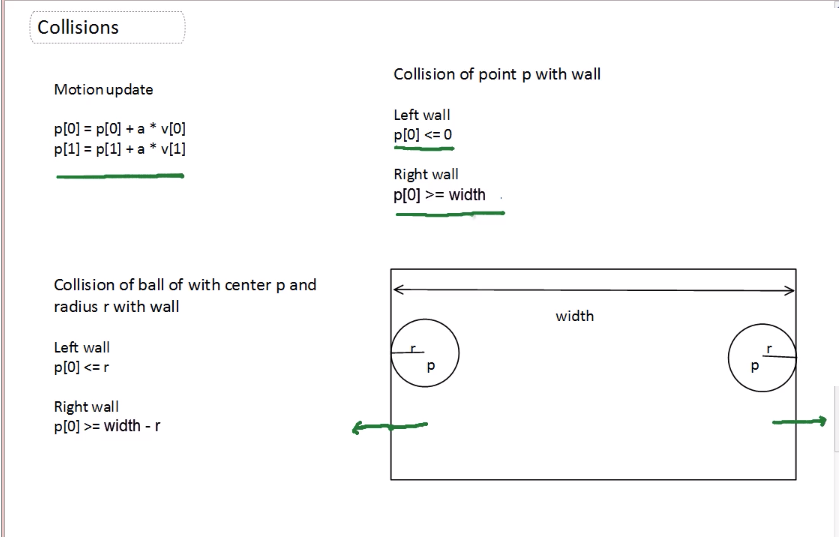 Collisions
Motion update
p[0] = p[0] + a * v[0]
p[1] = p[1] + a * v[1]
Collision of point p with wall
Left wall
p[0] <= 0
Right wall
p[0] >= width
Collision of ball of with center p and
radius r with wall
Left wall
p[0] <= r
Right wall
p[0] >= width - r
width
r
p
r
p